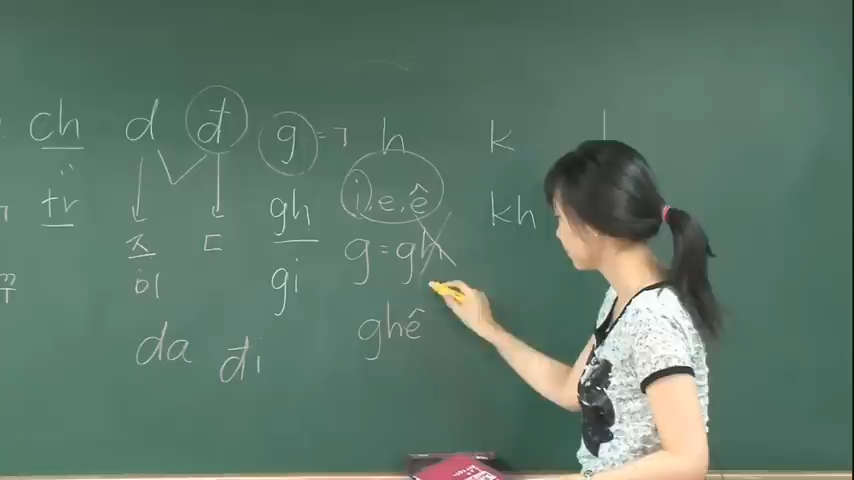 ch d đ g = ㄱ h k
tr gh i, e, ê kh
ㅈ ㄷ g = gh
이 gi
da đi ghê